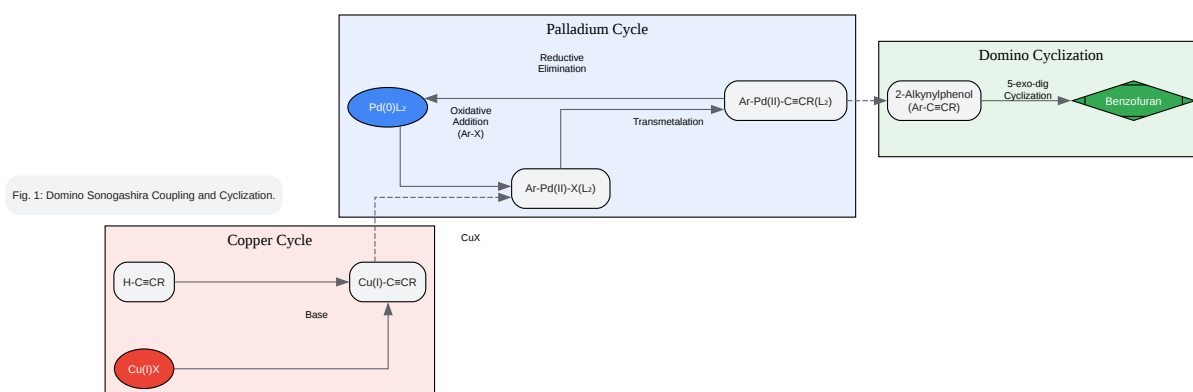 Palladium Cycle
Reductive
Elimination
Pd(0)L₂
Oxidative
Addition
(Ar-X)
Ar-Pd(II)-C≡CR(L₂)
Transmetalation
Ar-Pd(II)-X(L₂)
Domino Cyclization
2-Alkynylphenol
(Ar-C≡CR)
5-exo-dig
Cyclization
Benzofuran
Fig. 1: Domino Sonogashira Coupling and Cyclization.
Copper Cycle
CuX
H-C≡CR
Cu(I)-C≡CR
Base
Cu(I)X